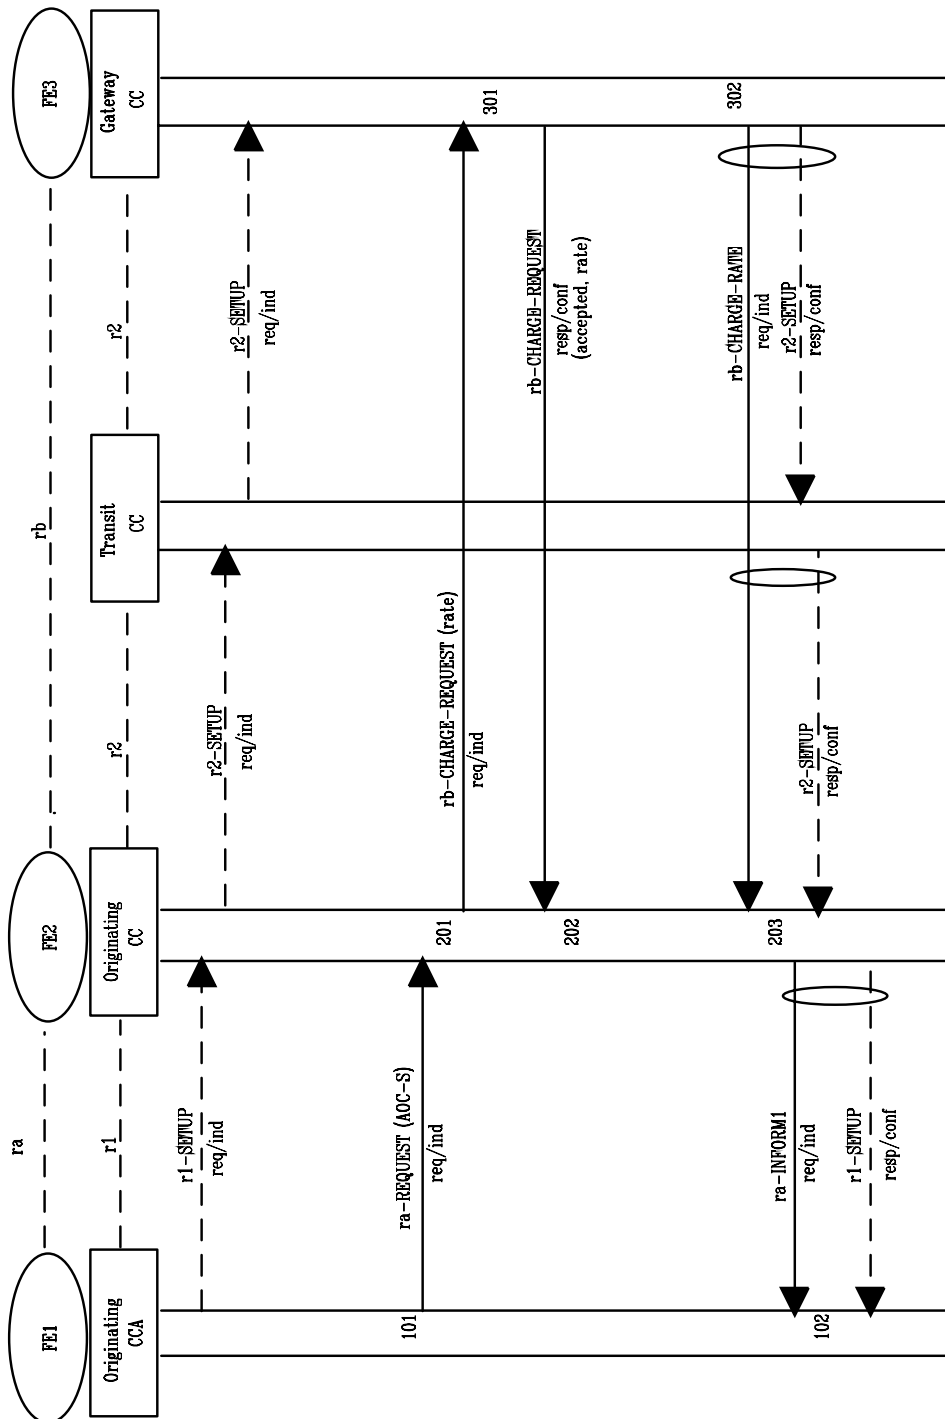 FE1
FE2
FE3
ra
rb
Originating
CCA
r1
Originating
CC
r2
Transit
CC
r2
Gateway
CC
r1-SETUP
req/ind
r2-SETUP
req/ind
r2-SETUP
req/ind
101
ra-REQUEST (AOC-S)
req/ind
201
rb-CHARGE-REQUEST (rate)
req/ind
301
rb-CHARGE-REQUEST
resp/conf
(accepted, rate)
202
302
rb-CHARGE-RATE
req/ind
r2-SETUP
resp/conf
r2-SETUP
resp/conf
203
ra-INFORM1
req/ind
r1-SETUP
resp/conf
102